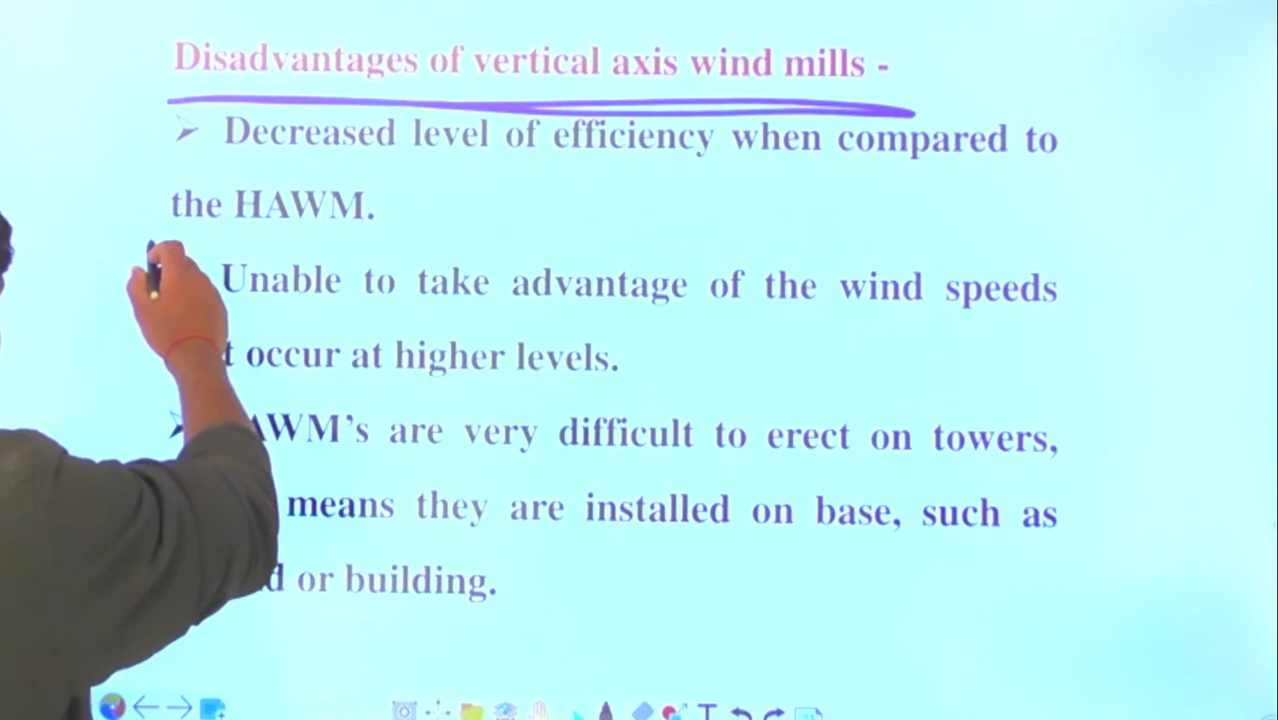 Disadvantages of vertical axis wind mills -
➢ Decreased level of efficiency when compared to
the HAWM.
Unable to take advantage of the wind speeds
occur at higher levels.
are very difficult to erect on towers,
means they are installed on base, such as
or building.